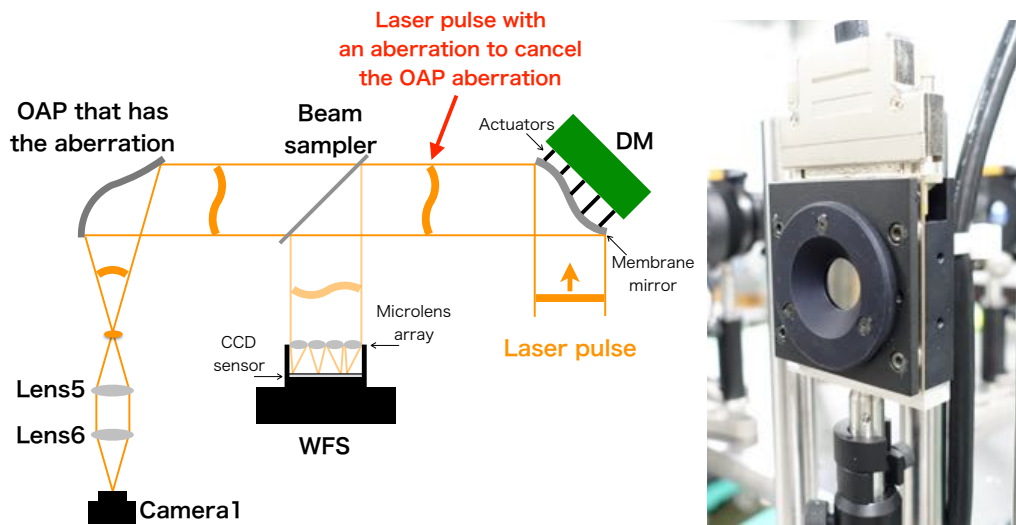 Laser pulse with
an aberration to cancel
the OAP aberration
OAP that has
the aberration
Beam
sampler
Actuators
DM
Membrane
mirror
Microlens
array
CCD
sensor
Laser pulse
Lens5
Lens6
WFS
Camera1